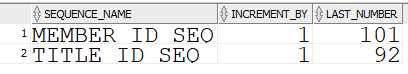 SEQUENCE_NAME INCREMENT_BY LAST_NUMBER
1 MEMBER_ID_SEQ 1 101
2 TITLE_ID_SEQ 1 92